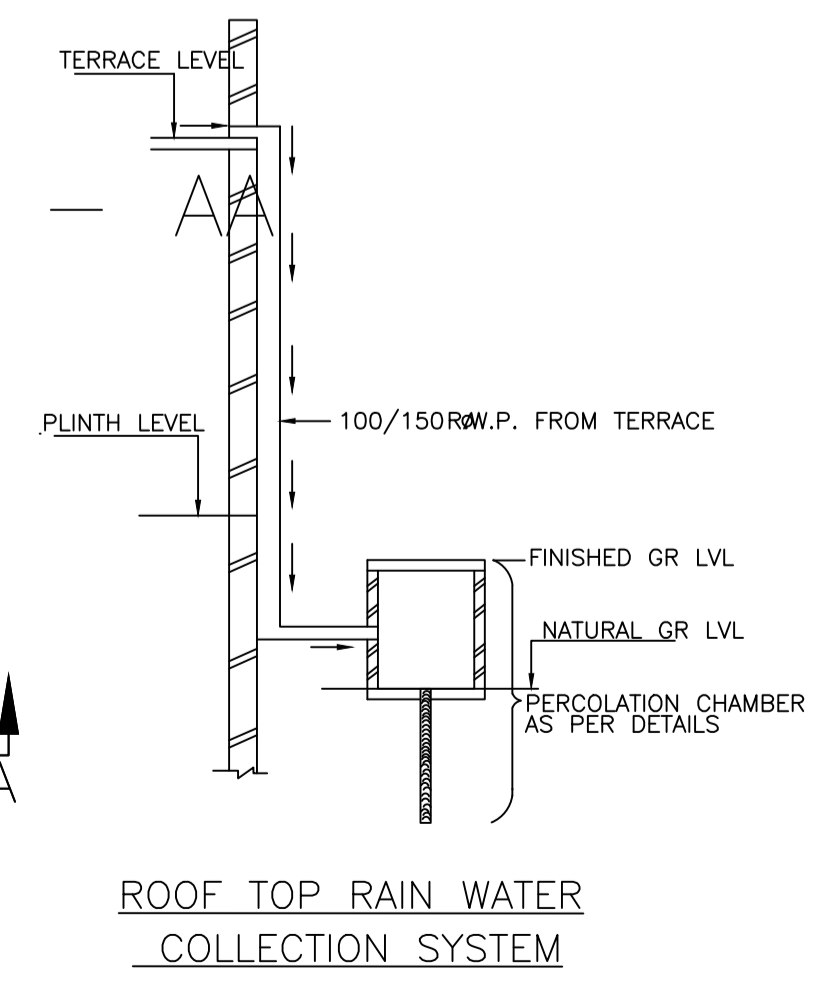 TERRACE LEVEL
— AA
PLINTH LEVEL
100/150 R.W.P. FROM TERRACE
FINISHED GR LVL
NATURAL GR LVL
PERCOLATION CHAMBER
AS PER DETAILS
A
ROOF TOP RAIN WATER
COLLECTION SYSTEM